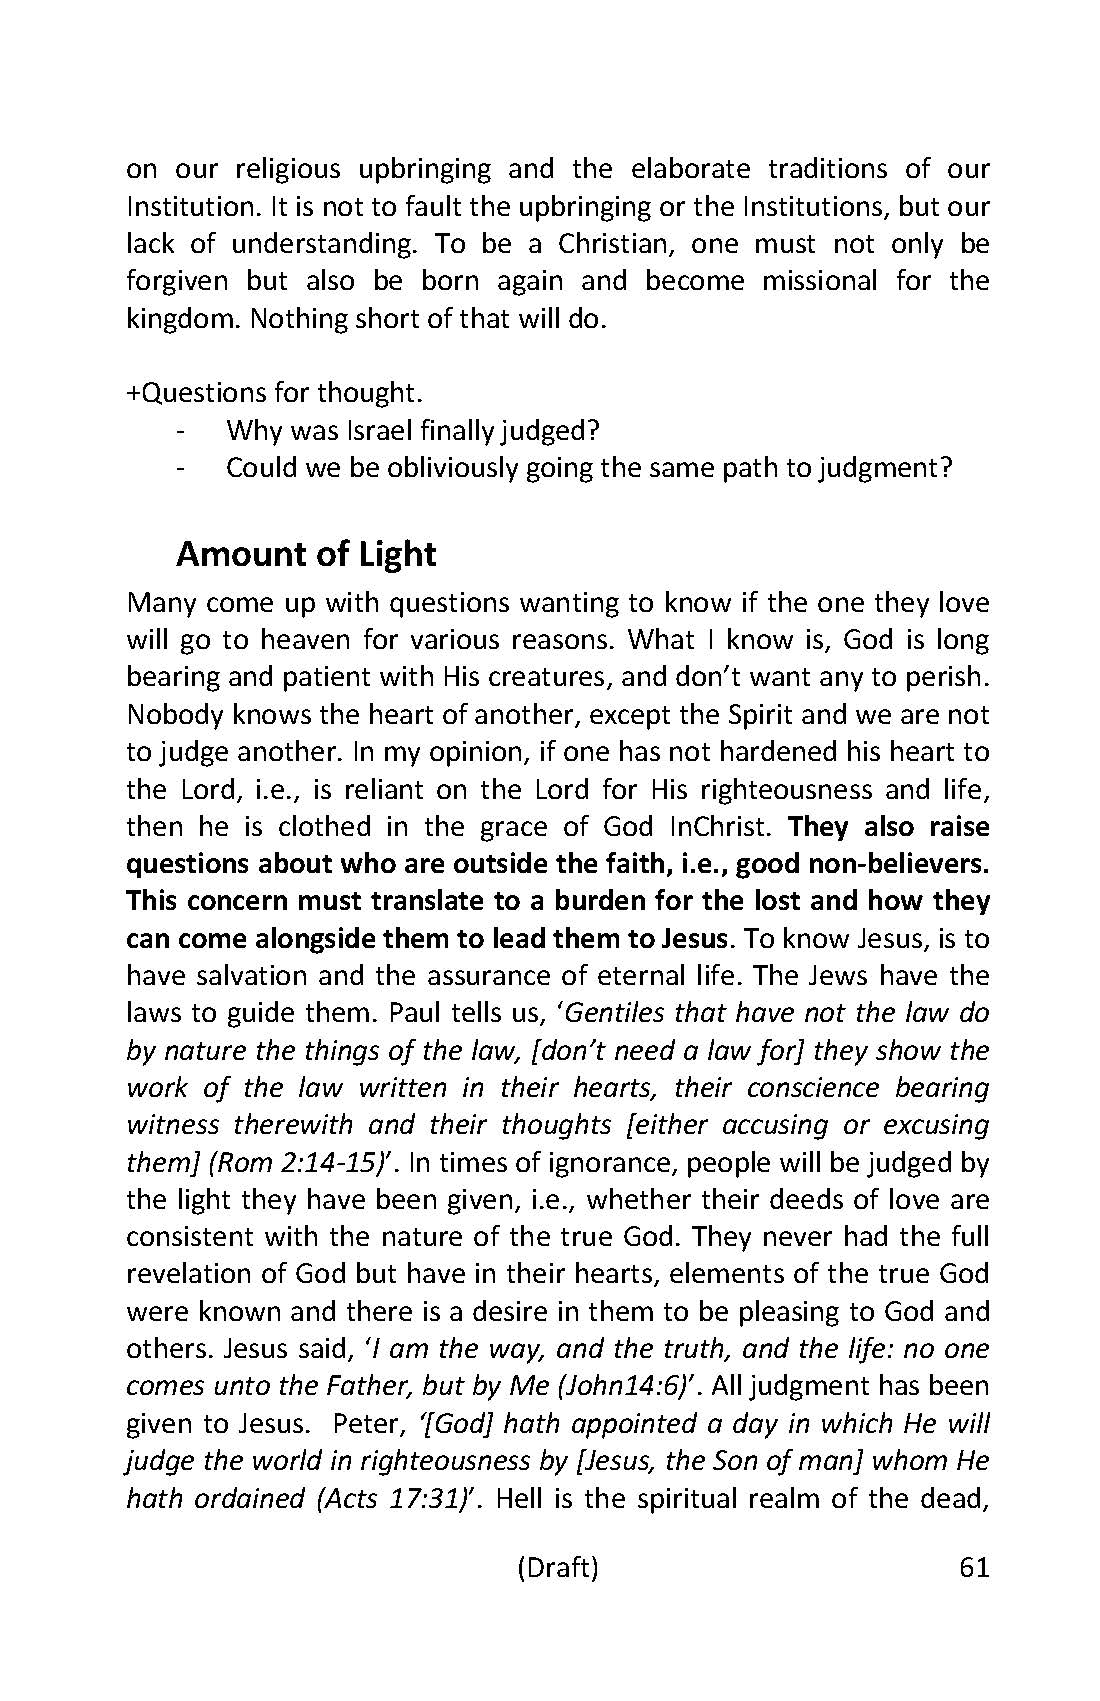 on our religious upbringing and the elaborate traditions of our
Institution. It is not to fault the upbringing or the Institutions, but our
lack of understanding. To be a Christian, one must not only be
forgiven but also be born again and become missional for the
kingdom. Nothing short of that will do.
+Questions for thought.
- Why was Israel finally judged?
- Could we be obliviously going the same path to judgment?
Amount of Light
Many come up with questions wanting to know if the one they love
will go to heaven for various reasons. What I know is, God is long
bearing and patient with His creatures, and don’t want any to perish.
Nobody knows the heart of another, except the Spirit and we are not
to judge another. In my opinion, if one has not hardened his heart to
the Lord, i.e., is reliant on the Lord for His righteousness and life,
then he is clothed in the grace of God InChrist. They also raise
questions about who are outside the faith, i.e., good non-believers.
This concern must translate to a burden for the lost and how they
can come alongside them to lead them to Jesus. To know Jesus, is to
have salvation and the assurance of eternal life. The Jews have the
laws to guide them. Paul tells us, ‘Gentiles that have not the law do
by nature the things of the law, [don’t need a law for] they show the
work of the law written in their hearts, their conscience bearing
witness therewith and their thoughts [either accusing or excusing
them] (Rom 2:14-15)’. In times of ignorance, people will be judged by
the light they have been given, i.e., whether their deeds of love are
consistent with the nature of the true God. They never had the full
revelation of God but have in their hearts, elements of the true God
were known and there is a desire in them to be pleasing to God and
others. Jesus said, ‘I am the way, and the truth, and the life: no one
comes unto the Father, but by Me (John14:6)’. All judgment has been
given to Jesus.  Peter, ‘[God] hath appointed a day in which He will
judge the world in righteousness by [Jesus, the Son of man] whom He
hath ordained (Acts 17:31)’. Hell is the spiritual realm of the dead,
(Draft) 61